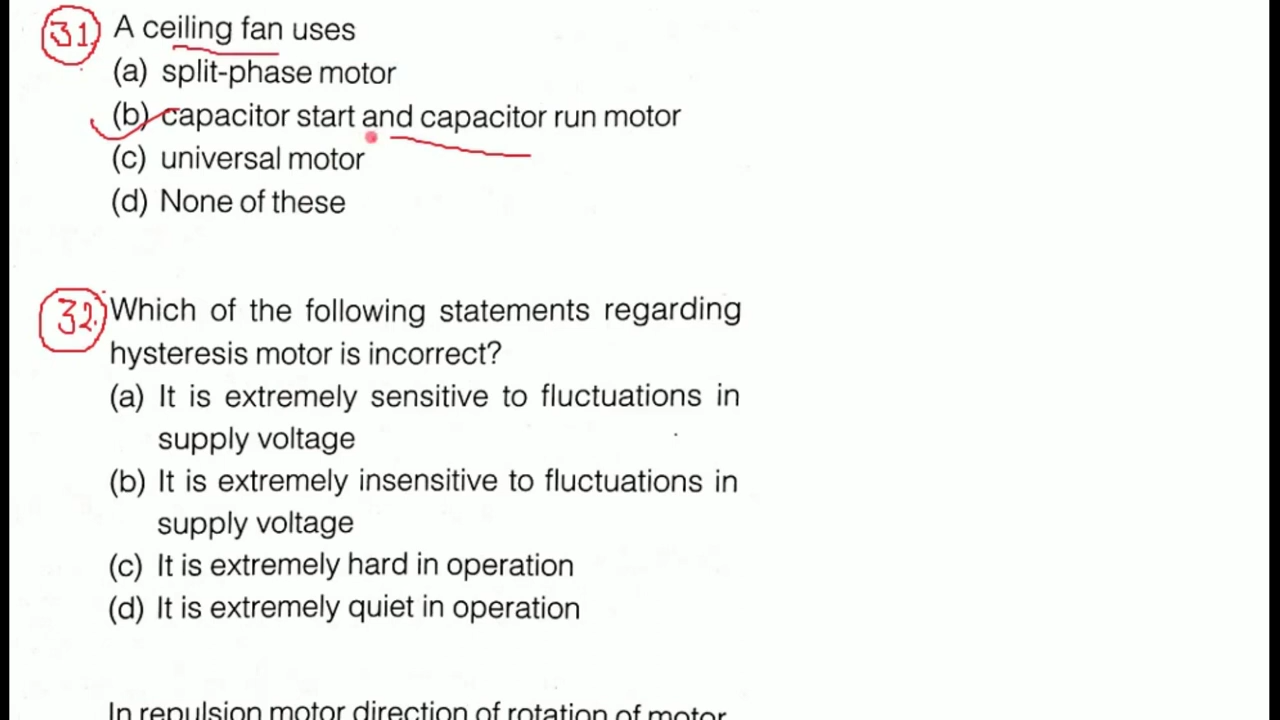 31 A ceiling fan uses
(a) split-phase motor
(b) capacitor start and capacitor run motor
(c) universal motor
(d) None of these
32. Which of the following statements regarding
hysteresis motor is incorrect?
(a) It is extremely sensitive to fluctuations in
supply voltage
(b) It is extremely insensitive to fluctuations in
supply voltage
(c) It is extremely hard in operation
(d) It is extremely quiet in operation
In repulsion motor direction of rotation of motor